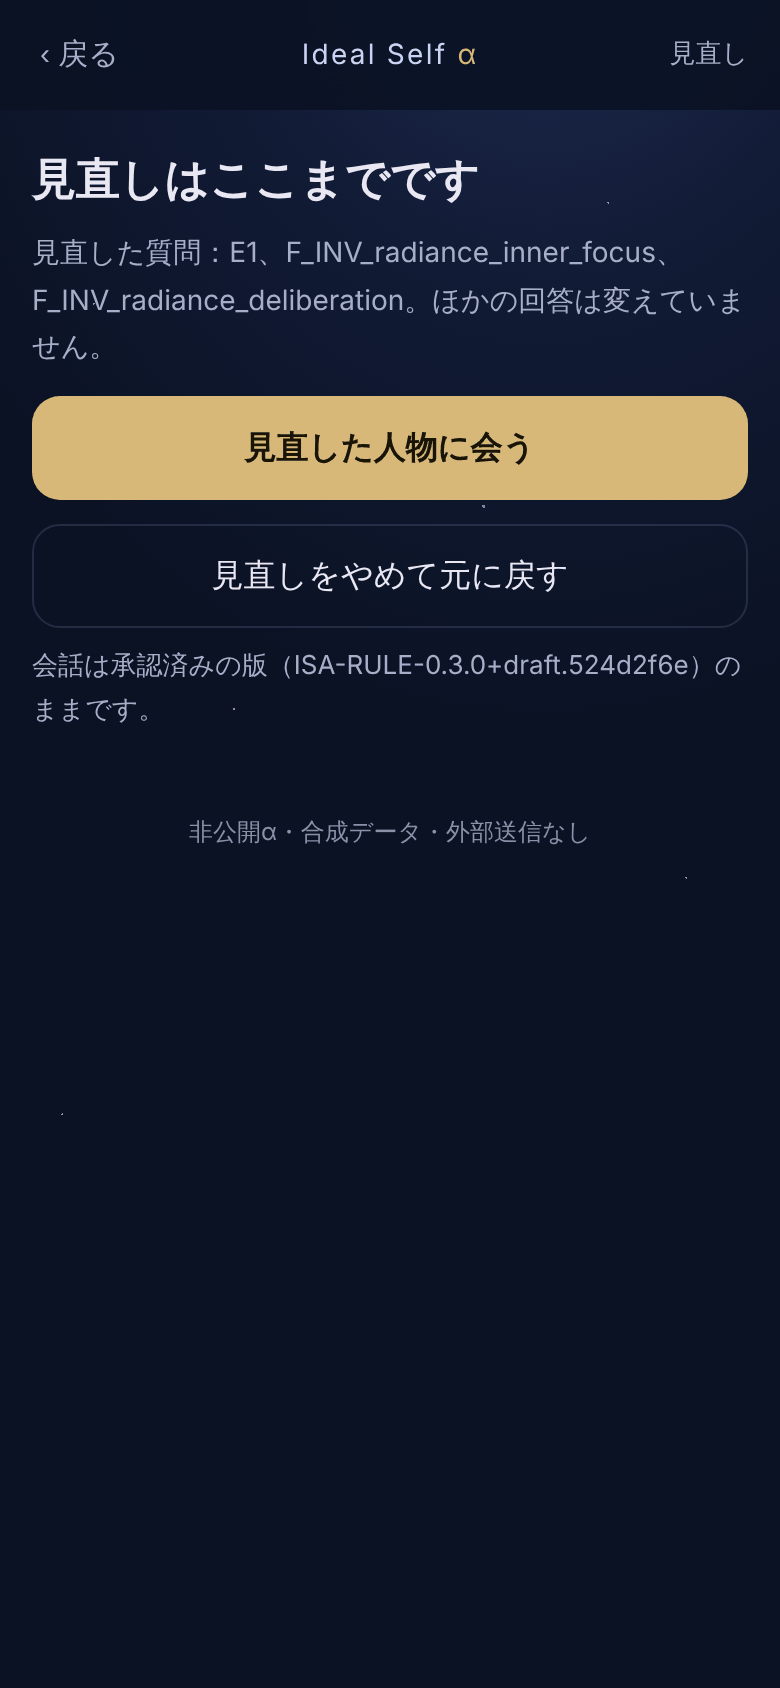 ‹ 戻る
Ideal Self α
見直し
見直しはここまでです
見直した質問：E1、F_INV_radiance_inner_focus、
F_INV_radiance_deliberation。ほかの回答は変えていま
せん。
見直した人物に会う
見直しをやめて元に戻す
会話は承認済みの版（ISA-RULE-0.3.0+draft.524d2f6e）の
ままです。
非公開α・合成データ・外部送信なし